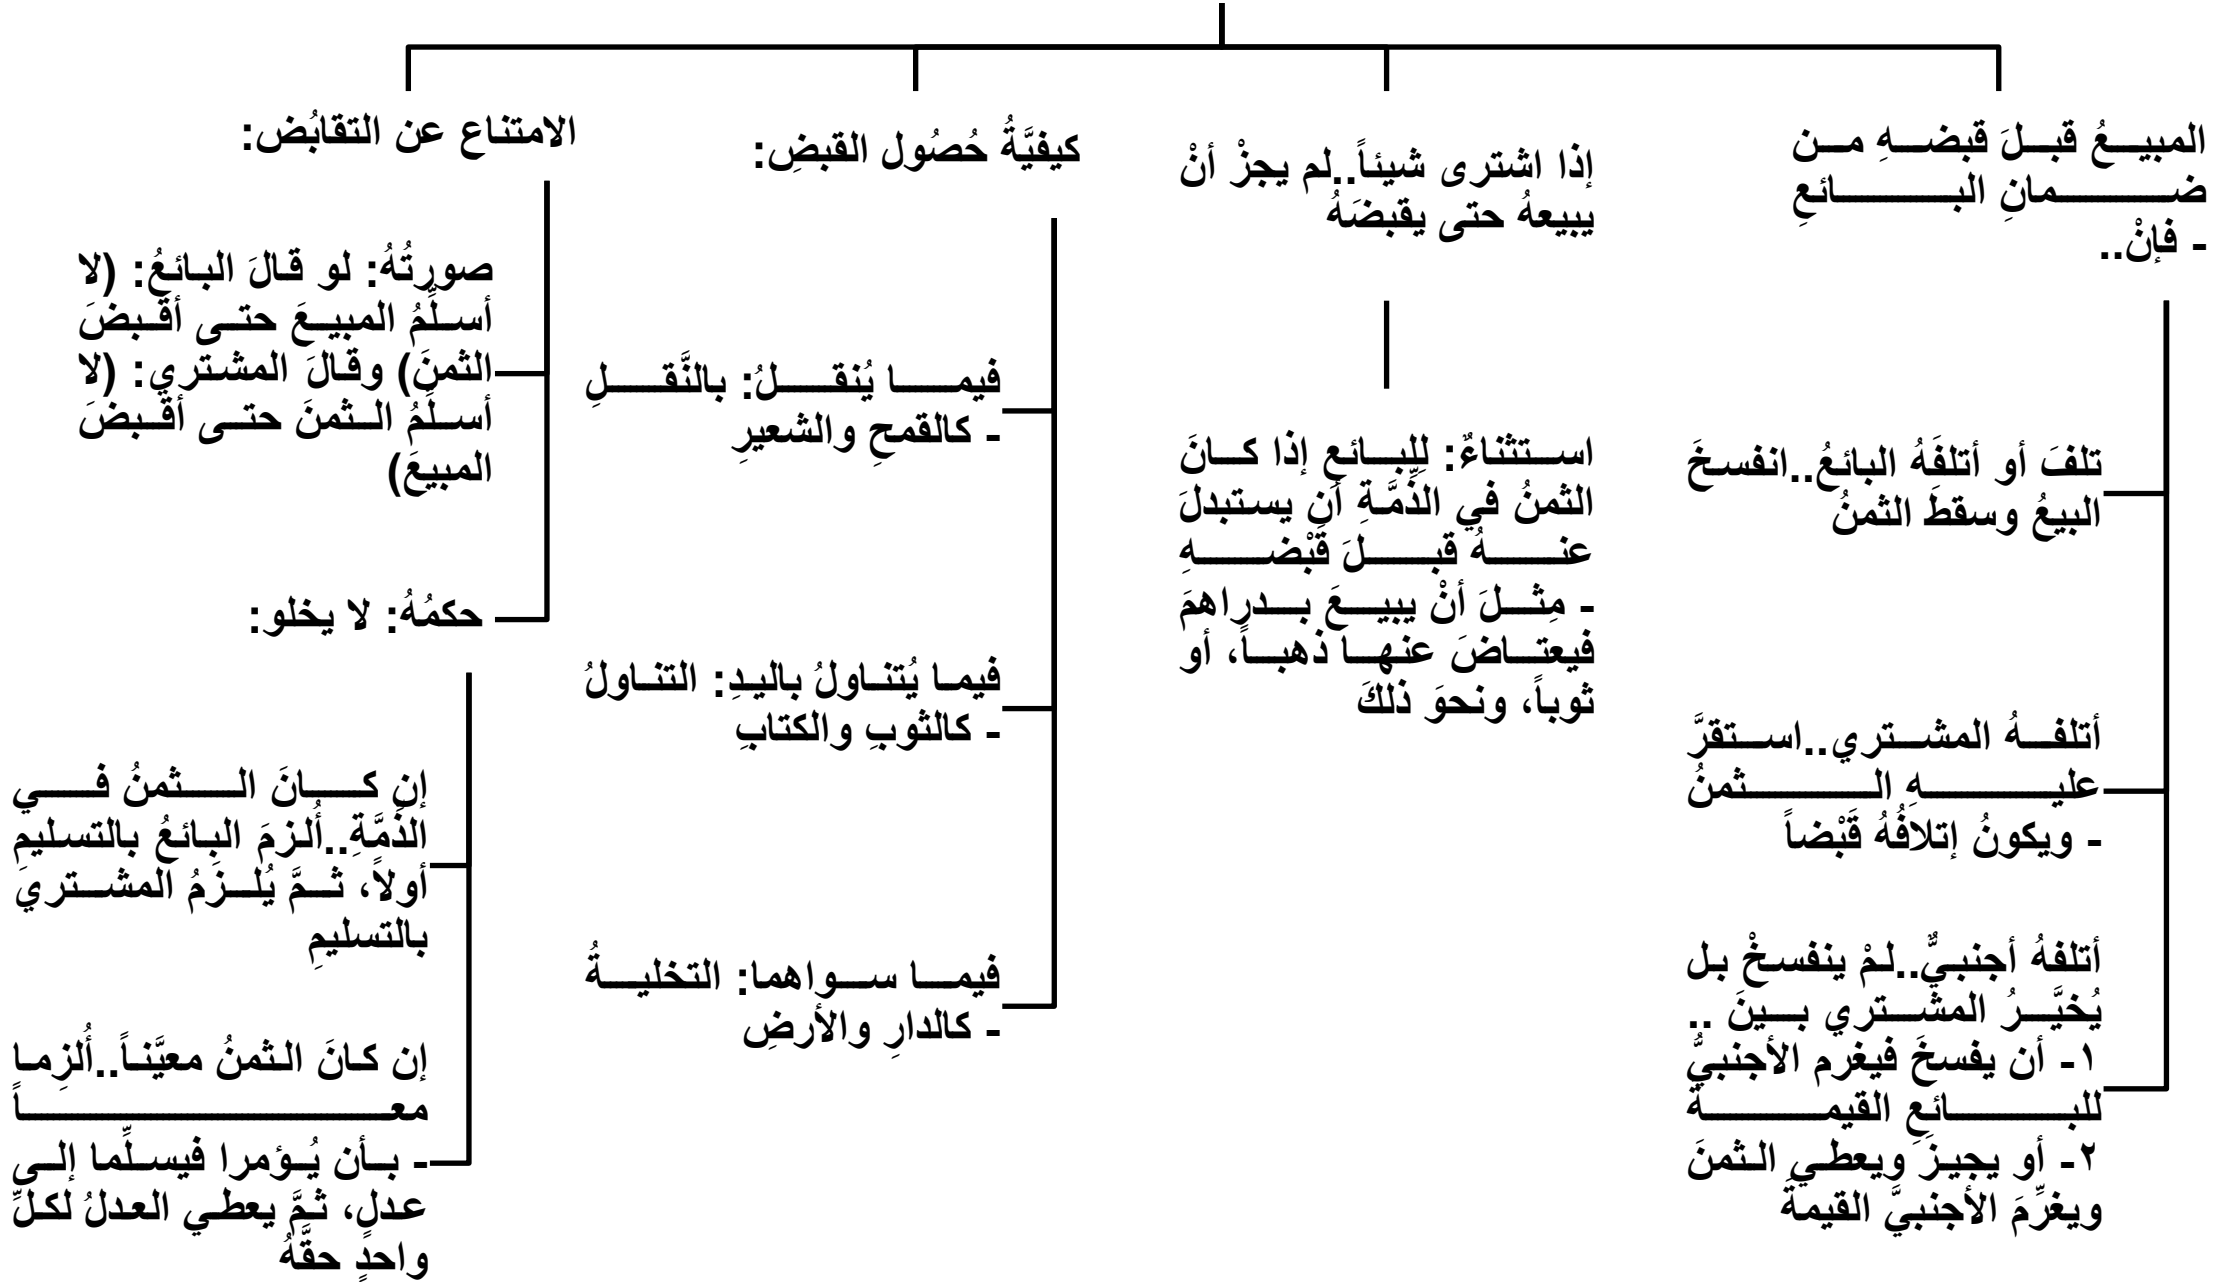 المبيعُ قبلَ قبضهِ من
ضمانِ البائعِ
- فإنْ..
تلفَ أو أتلفَهُ البائعُ..انفسخَ
البيعُ وسقطَ الثمنُ
أتلفهُ المشتري..استقرَّ
عليهِ الثمنُ
- ويكونُ إتلافُهُ قَبْضاً
أتلفهُ أجنبيٌّ..لمْ ينفسخْ بل
يُخيَّرُ المشتري بينَ ..
١- أن يفسخَ فيغرم الأجنبيُّ
للبائعِ القيمةَ
٢- أو يجيزَ ويعطي الثمنَ
ويغرِّمَ الأجنبيَّ القيمةَ
إذا اشترى شيئاً..لم يجزْ أنْ
يبيعهُ حتى يقبضَهُ
استثناءٌ: للبائعِ إذا كانَ
الثمنُ في الذِّمَّةِ أن يستبدلَ
عنهُ قبلَ قَبْضهِ
- مِثلَ أنْ يبيعَ بدراهمَ
فيعتاضَ عنها ذهباً، أو
ثوباً، ونحوَ ذلكَ
كيفيَّةُ حُصُول القبضِ:
فيما يُنقلُ: بالنَّقلِ
- كالقمحِ والشعيرِ
فيما يُتناولُ باليدِ: التناولُ
- كالثوبِ والكتابِ
فيما سواهما: التخليةُ
- كالدارِ والأرضِ
الامتناع عن التقابُض:
صورتُهُ: لو قالَ البائعُ: (لا
أسلِّمُ المبيعَ حتى أقبضَ
الثمنَ) وقالَ المشتري: (لا
أسلِّمُ الثمنَ حتى أقبضَ
المبيعَ)
حكمُهُ: لا يخلو:
إن كانَ الثمنُ في
الذِّمَّةِ..أُلزمَ البائعُ بالتسليمِ
أولاً، ثمَّ يُلزَمُ المشتري
بالتسليمِ
إن كانَ الثمنُ معيَّناً..أُلزِما
معاً
- بأن يُؤمرا فيسلِّما إلى
عدلٍ، ثمَّ يعطي العدلُ لكلِّ
واحدٍ حقَّهُ